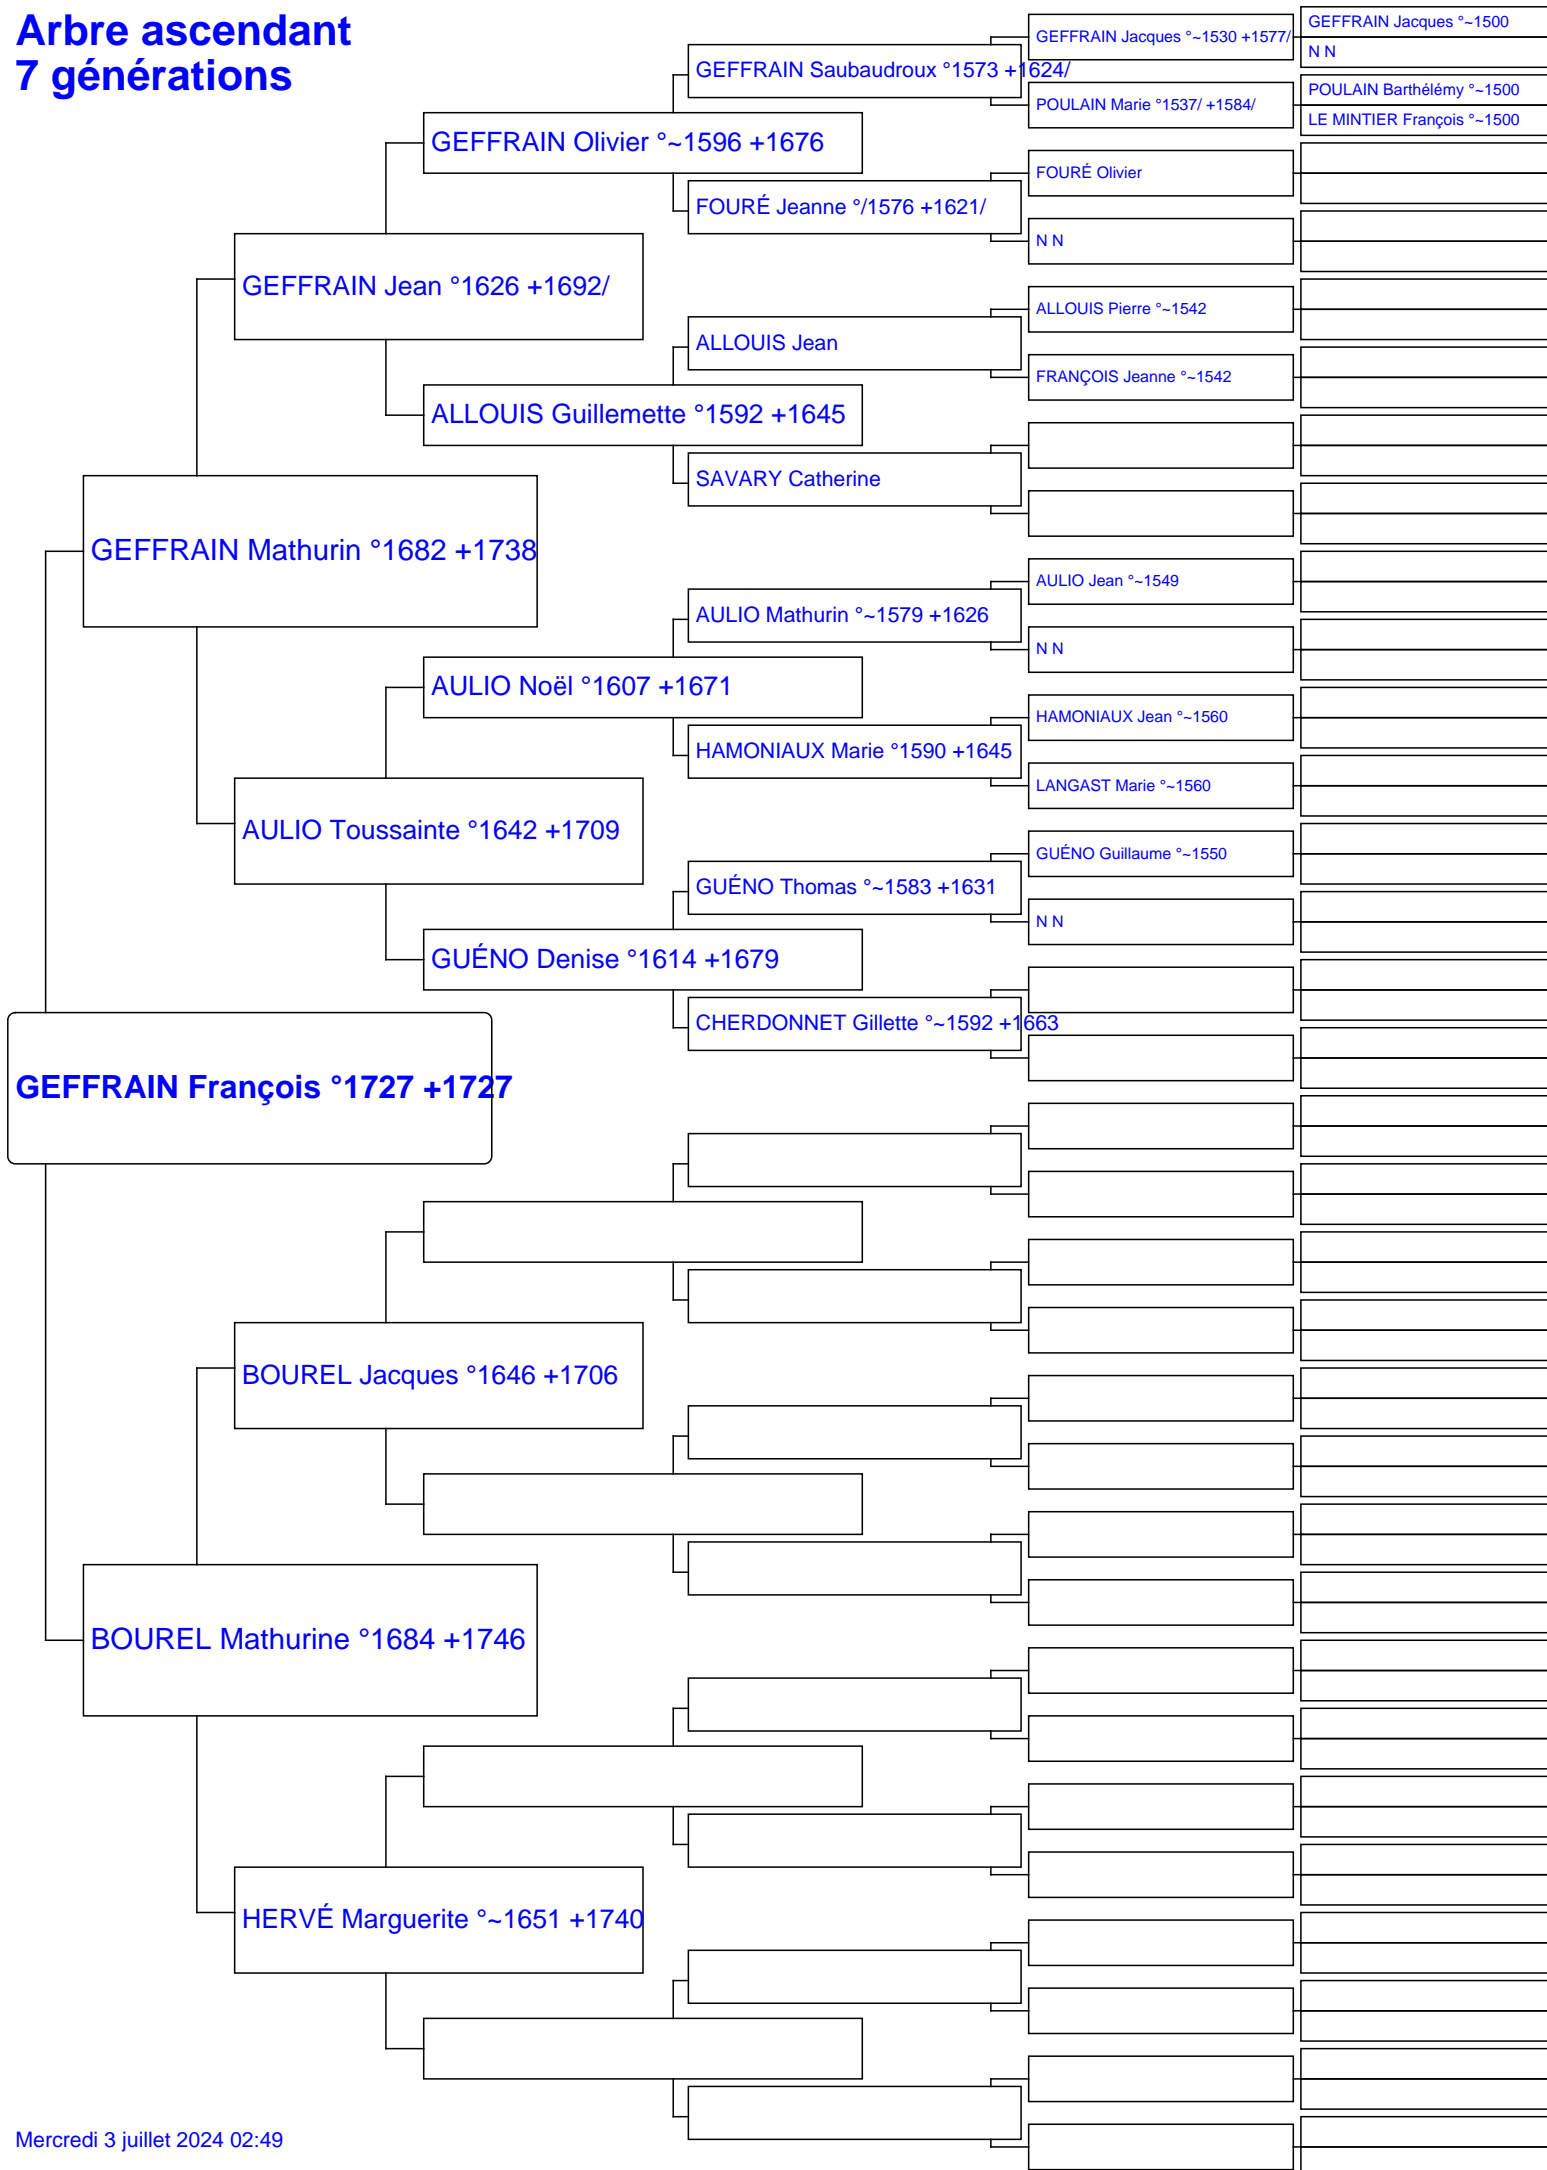 Arbre ascendant
7 générations
GEFFRAIN François °1727 +1727
GEFFRAIN Mathurin °1682 +1738
BOUREL Mathurine °1684 +1746
GEFFRAIN Jean °1626 +1692/
AULIO Toussainte °1642 +1709
BOUREL Jacques °1646 +1706
HERVÉ Marguerite °~1651 +1740
GEFFRAIN Olivier °~1596 +1676
ALLOUIS Guillemette °1592 +1645
AULIO Noël °1607 +1671
GUÉNO Denise °1614 +1679
GEFFRAIN Saubaudroux °1573 +1624/
FOURÉ Jeanne °/1576 +1621/
ALLOUIS Jean
SAVARY Catherine
AULIO Mathurin °~1579 +1626
HAMONIAUX Marie °1590 +1645
GUÉNO Thomas °~1583 +1631
CHERDONNET Gillette °~1592 +1663
GEFFRAIN Jacques °~1530 +1577/
POULAIN Marie °1537/ +1584/
FOURÉ Olivier
N N
ALLOUIS Pierre °~1542
FRANÇOIS Jeanne °~1542
AULIO Jean °~1549
N N
HAMONIAUX Jean °~1560
LANGAST Marie °~1560
GUÉNO Guillaume °~1550
N N
GEFFRAIN Jacques °~1500
N N
POULAIN Barthélémy °~1500
LE MINTIER François °~1500
Mercredi 3 juillet 2024 02:49